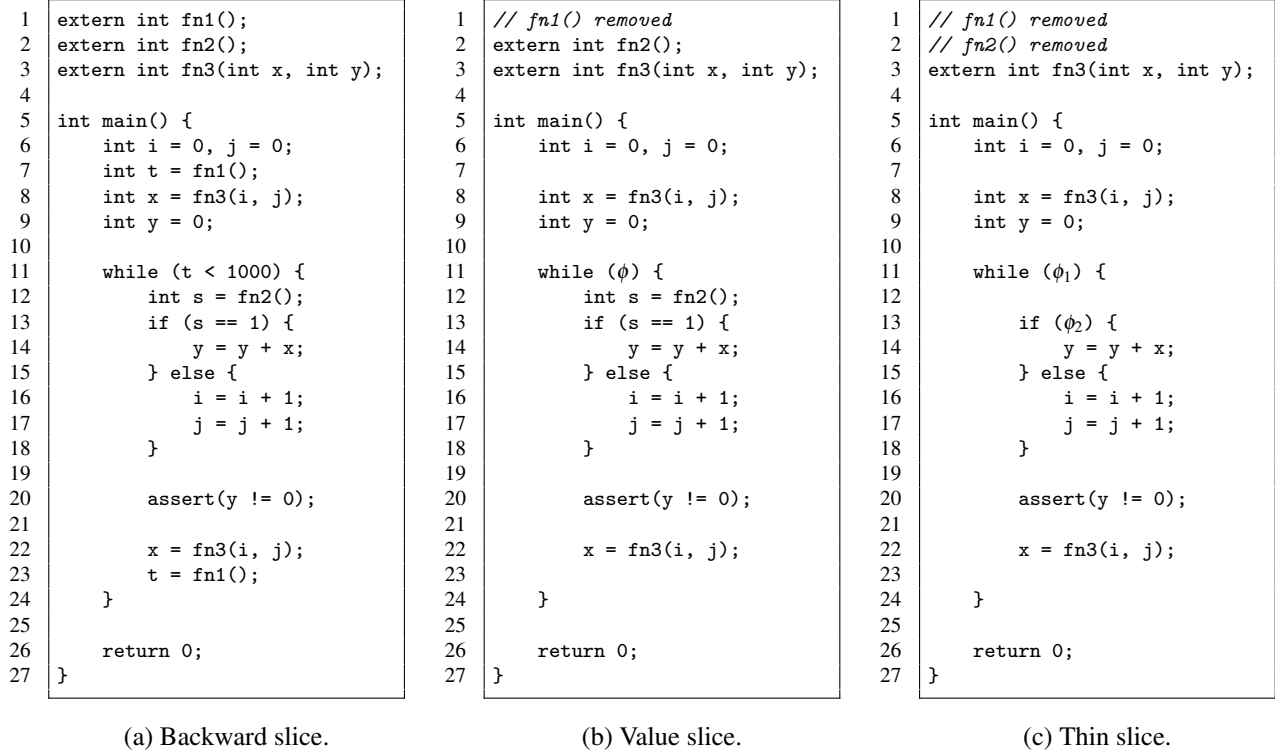 1 extern int fn1();
2 extern int fn2();
3 extern int fn3(int x, int y);
4
5 int main() {
6     int i = 0, j = 0;
7     int t = fn1();
8     int x = fn3(i, j);
9     int y = 0;
10
11     while (t < 1000) {
12         int s = fn2();
13         if (s == 1) {
14             y = y + x;
15         } else {
16             i = i + 1;
17             j = j + 1;
18         }
19
20         assert(y != 0);
21
22         x = fn3(i, j);
23         t = fn1();
24     }
25
26     return 0;
27 }
(a) Backward slice.
1 // fn1() removed
2 extern int fn2();
3 extern int fn3(int x, int y);
4
5 int main() {
6     int i = 0, j = 0;
7
8     int x = fn3(i, j);
9     int y = 0;
10
11     while (ϕ) {
12         int s = fn2();
13         if (s == 1) {
14             y = y + x;
15         } else {
16             i = i + 1;
17             j = j + 1;
18         }
19
20         assert(y != 0);
21
22         x = fn3(i, j);
23
24     }
25
26     return 0;
27 }
(b) Value slice.
1 // fn1() removed
2 // fn2() removed
3 extern int fn3(int x, int y);
4
5 int main() {
6     int i = 0, j = 0;
7
8     int x = fn3(i, j);
9     int y = 0;
10
11     while (ϕ₁) {
12
13         if (ϕ₂) {
14             y = y + x;
15         } else {
16             i = i + 1;
17             j = j + 1;
18         }
19
20         assert(y != 0);
21
22         x = fn3(i, j);
23
24     }
25
26     return 0;
27 }
(c) Thin slice.